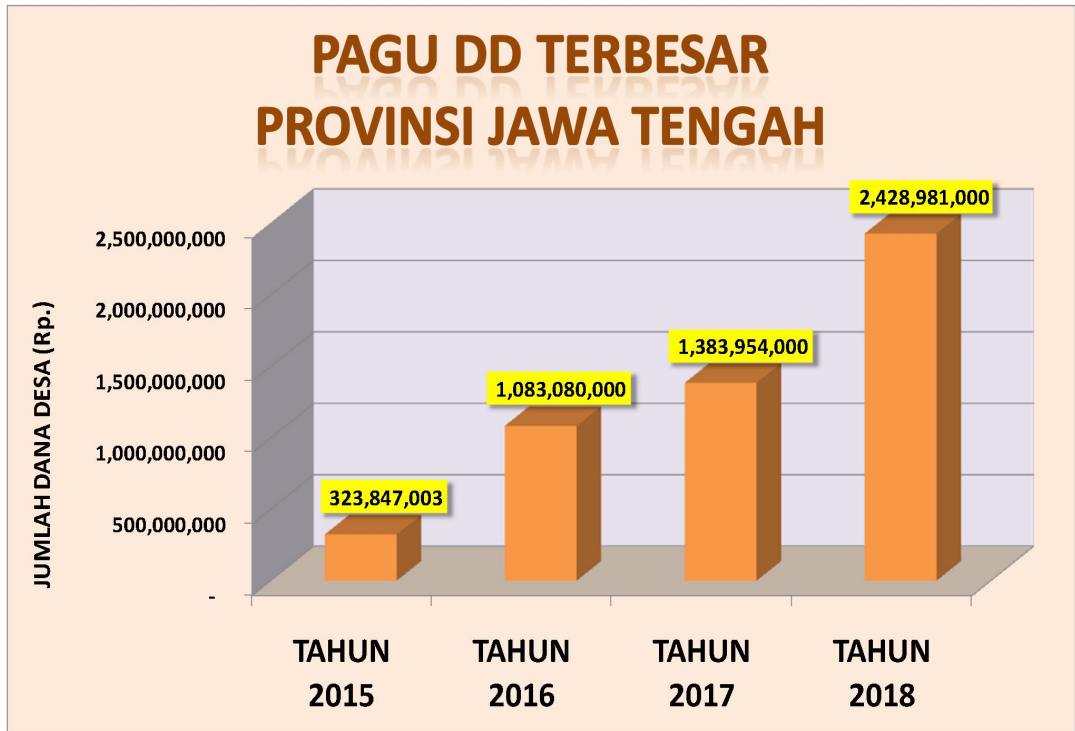 PAGU DD TERBESAR
PROVINSI JAWA TENGAH
JUMLAH DANA DESA (Rp.)
2,500,000,000
2,000,000,000
1,500,000,000
1,000,000,000
500,000,000
-
323,847,003
1,083,080,000
1,383,954,000
2,428,981,000
TAHUN
2015
TAHUN
2016
TAHUN
2017
TAHUN
2018